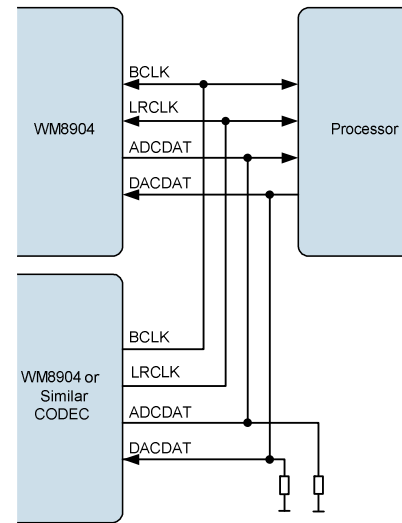 BCLK
LRCLK
WM8904
Processor
ADCDAT
DACDAT
BCLK
LRCLK
WM8904 or
Similar
CODEC
ADCDAT
DACDAT